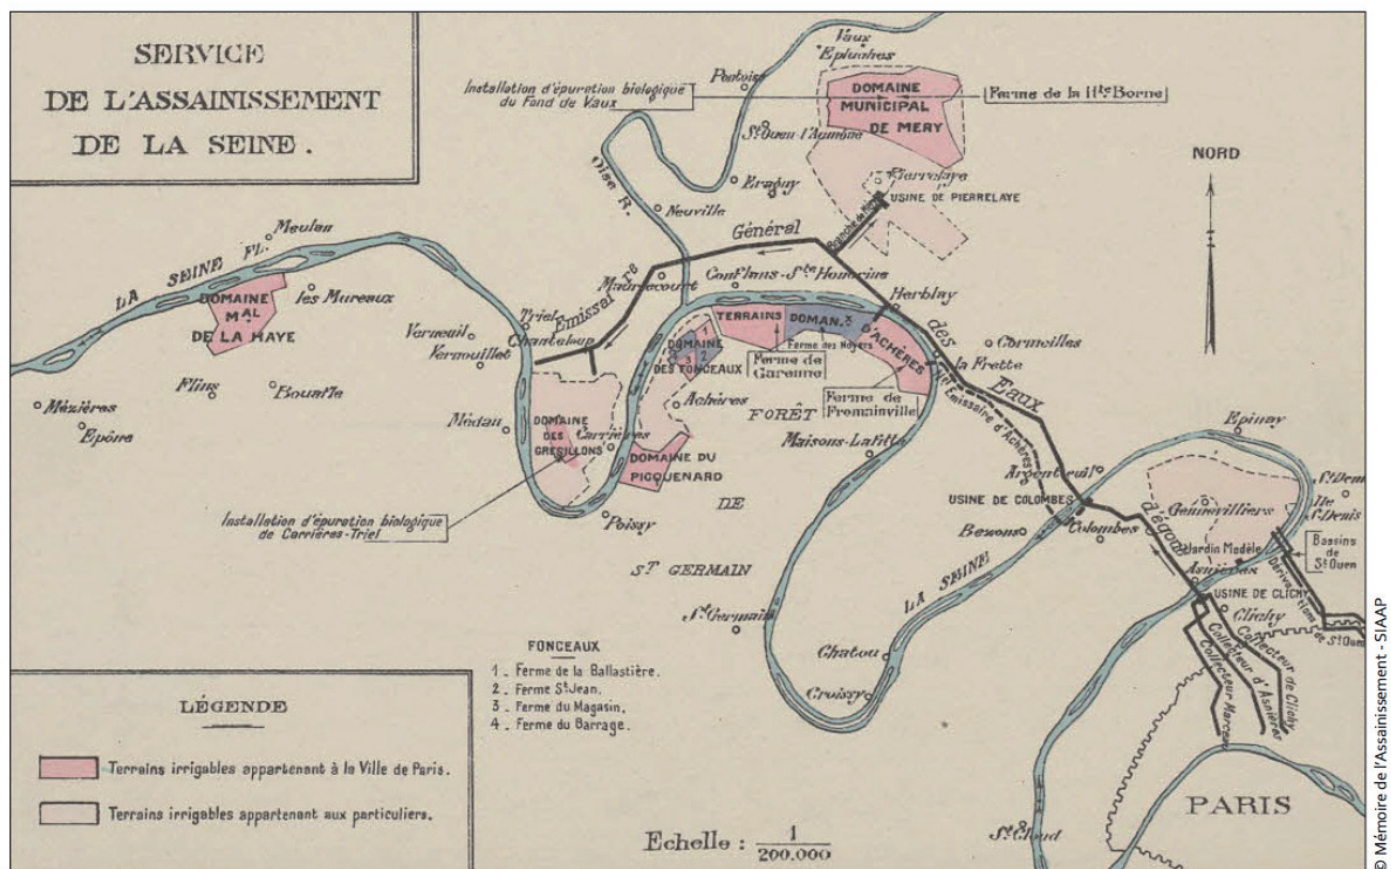 SERVICE
DE L'ASSAINISSEMENT
DE LA SEINE.
Installation d'épuration biologique
du Fond de Vaux
Pontoise
Vaux
Epluches
DOMAINE
MUNICIPAL
DE MERY
Ferme de la Hte Borne
St Ouen-l'Aumône
Pierrelaye
USINE DE PIERRELAYE
NORD
Oise R.
Eragny
Neuville
Général
Meulan
LA SEINE FL.
DOMAINE
MAL
DE LA HAYE
les Mureaux
Maurecourt
Conflans-Ste Honorine
Herblay
Verneuil
Vernouillet
Triel
Chanteloup
Emissaire
TERRAINS
DOMAN.x
D'ACHÈRES
Ferme des Noyers
Ferme de
Garenne
DOMAINE
DES FONCEAUX
1
2
3
des
Cormeilles
la Frette
Flins
Bouafle
Mézières
Epône
Médan
DOMAINE
DES
GRESILLONS
Carrières
Achères
FORÊT
Ferme de
Fromainville
Eaux
Emissaire d'Achères
Maisons-Lafitte
DOMAINE DU
PICQUENARD
Epinay
Argenteuil
USINE DE COLOMBES
DE
Installation d'épuration biologique
de Carrières-Triel
Poissy
Bezons
Colombes
d'égout
Gennevilliers
St Denis
Ile
St Denis
Jardin Modèle
Asnières
Bassins
de
St Ouen
Dérivations de St Ouen
ST GERMAIN
LA SEINE
USINE DE CLICHY
Clichy
St Germain
Collecteur Marceau
Collecteur d'Asnières
Collecteur de Clichy
Chatou
Croissy
FONCEAUX
1 _ Ferme de la Ballastière.
2 _ Ferme St Jean.
3 _ Ferme du Magasin.
4 _ Ferme du Barrage.
LÉGENDE
Terrains irrigables appartenant à la Ville de Paris.
Terrains irrigables appartenant aux particuliers.
Echelle : 1
200.000
St Cloud
PARIS
© Mémoire de l'Assainissement - SIAAP